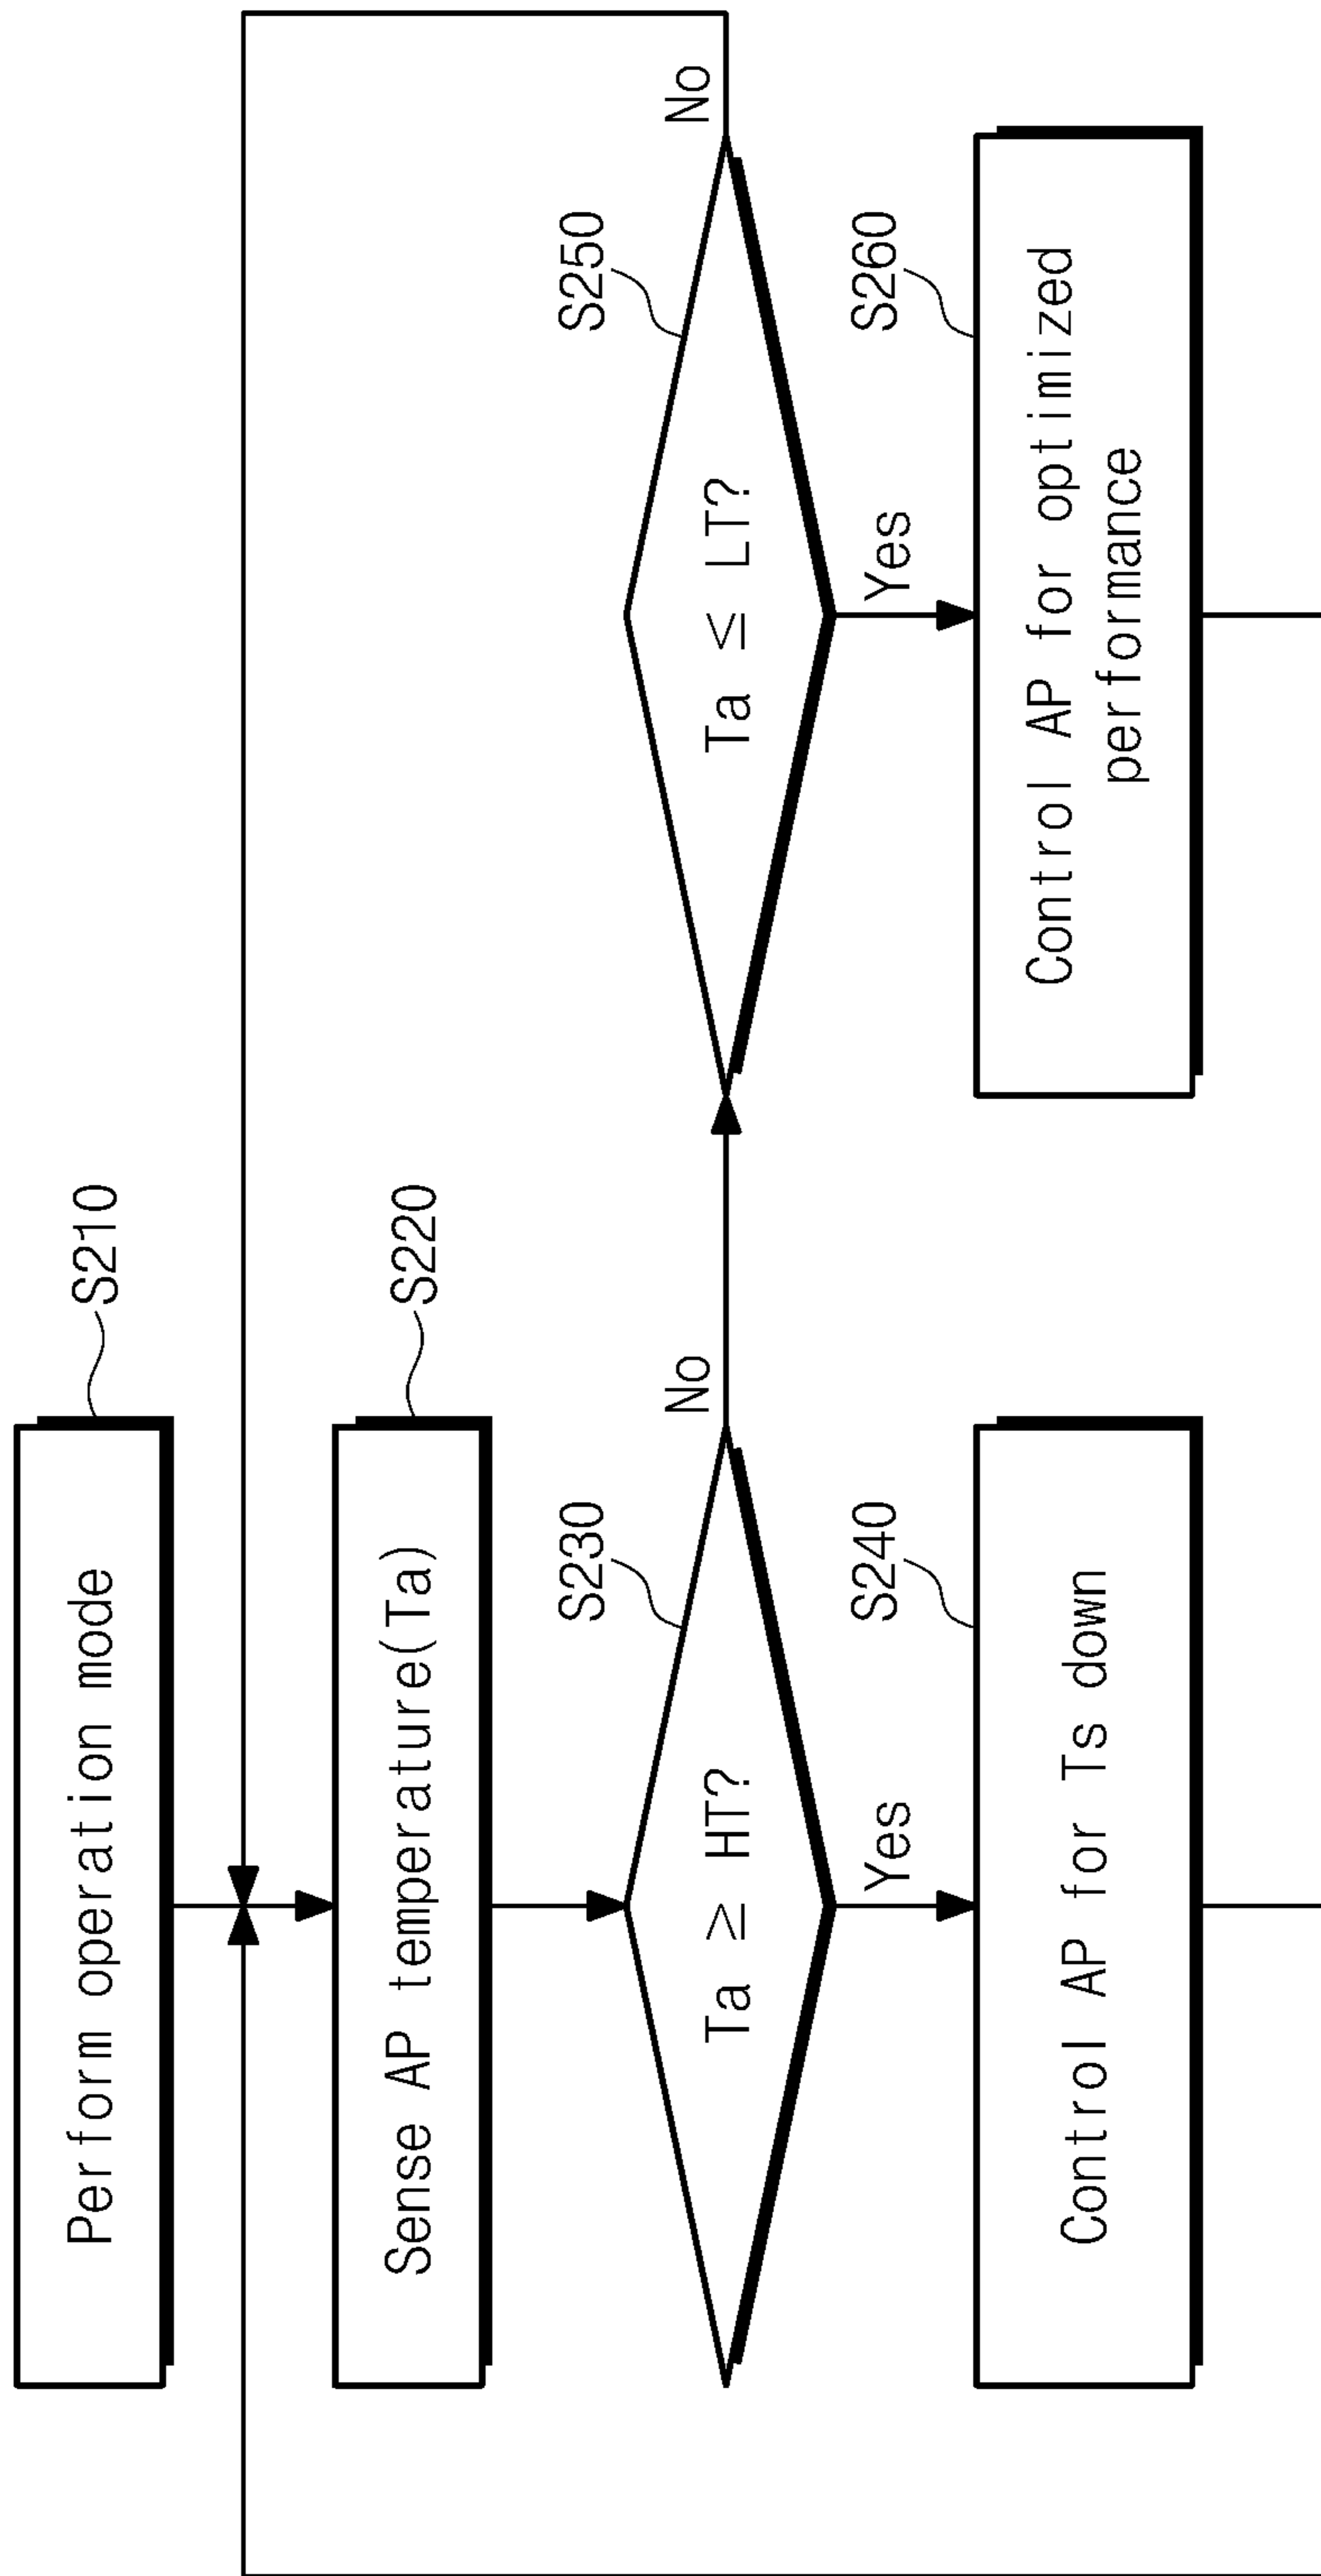 Perform operation mode
S210
Sense AP temperature(Ta)
S220
Ta ≥ HT?
S230
No
Yes
Control AP for Ts down
S240
Ta ≤ LT?
S250
No
Yes
Control AP for optimized
performance
S260